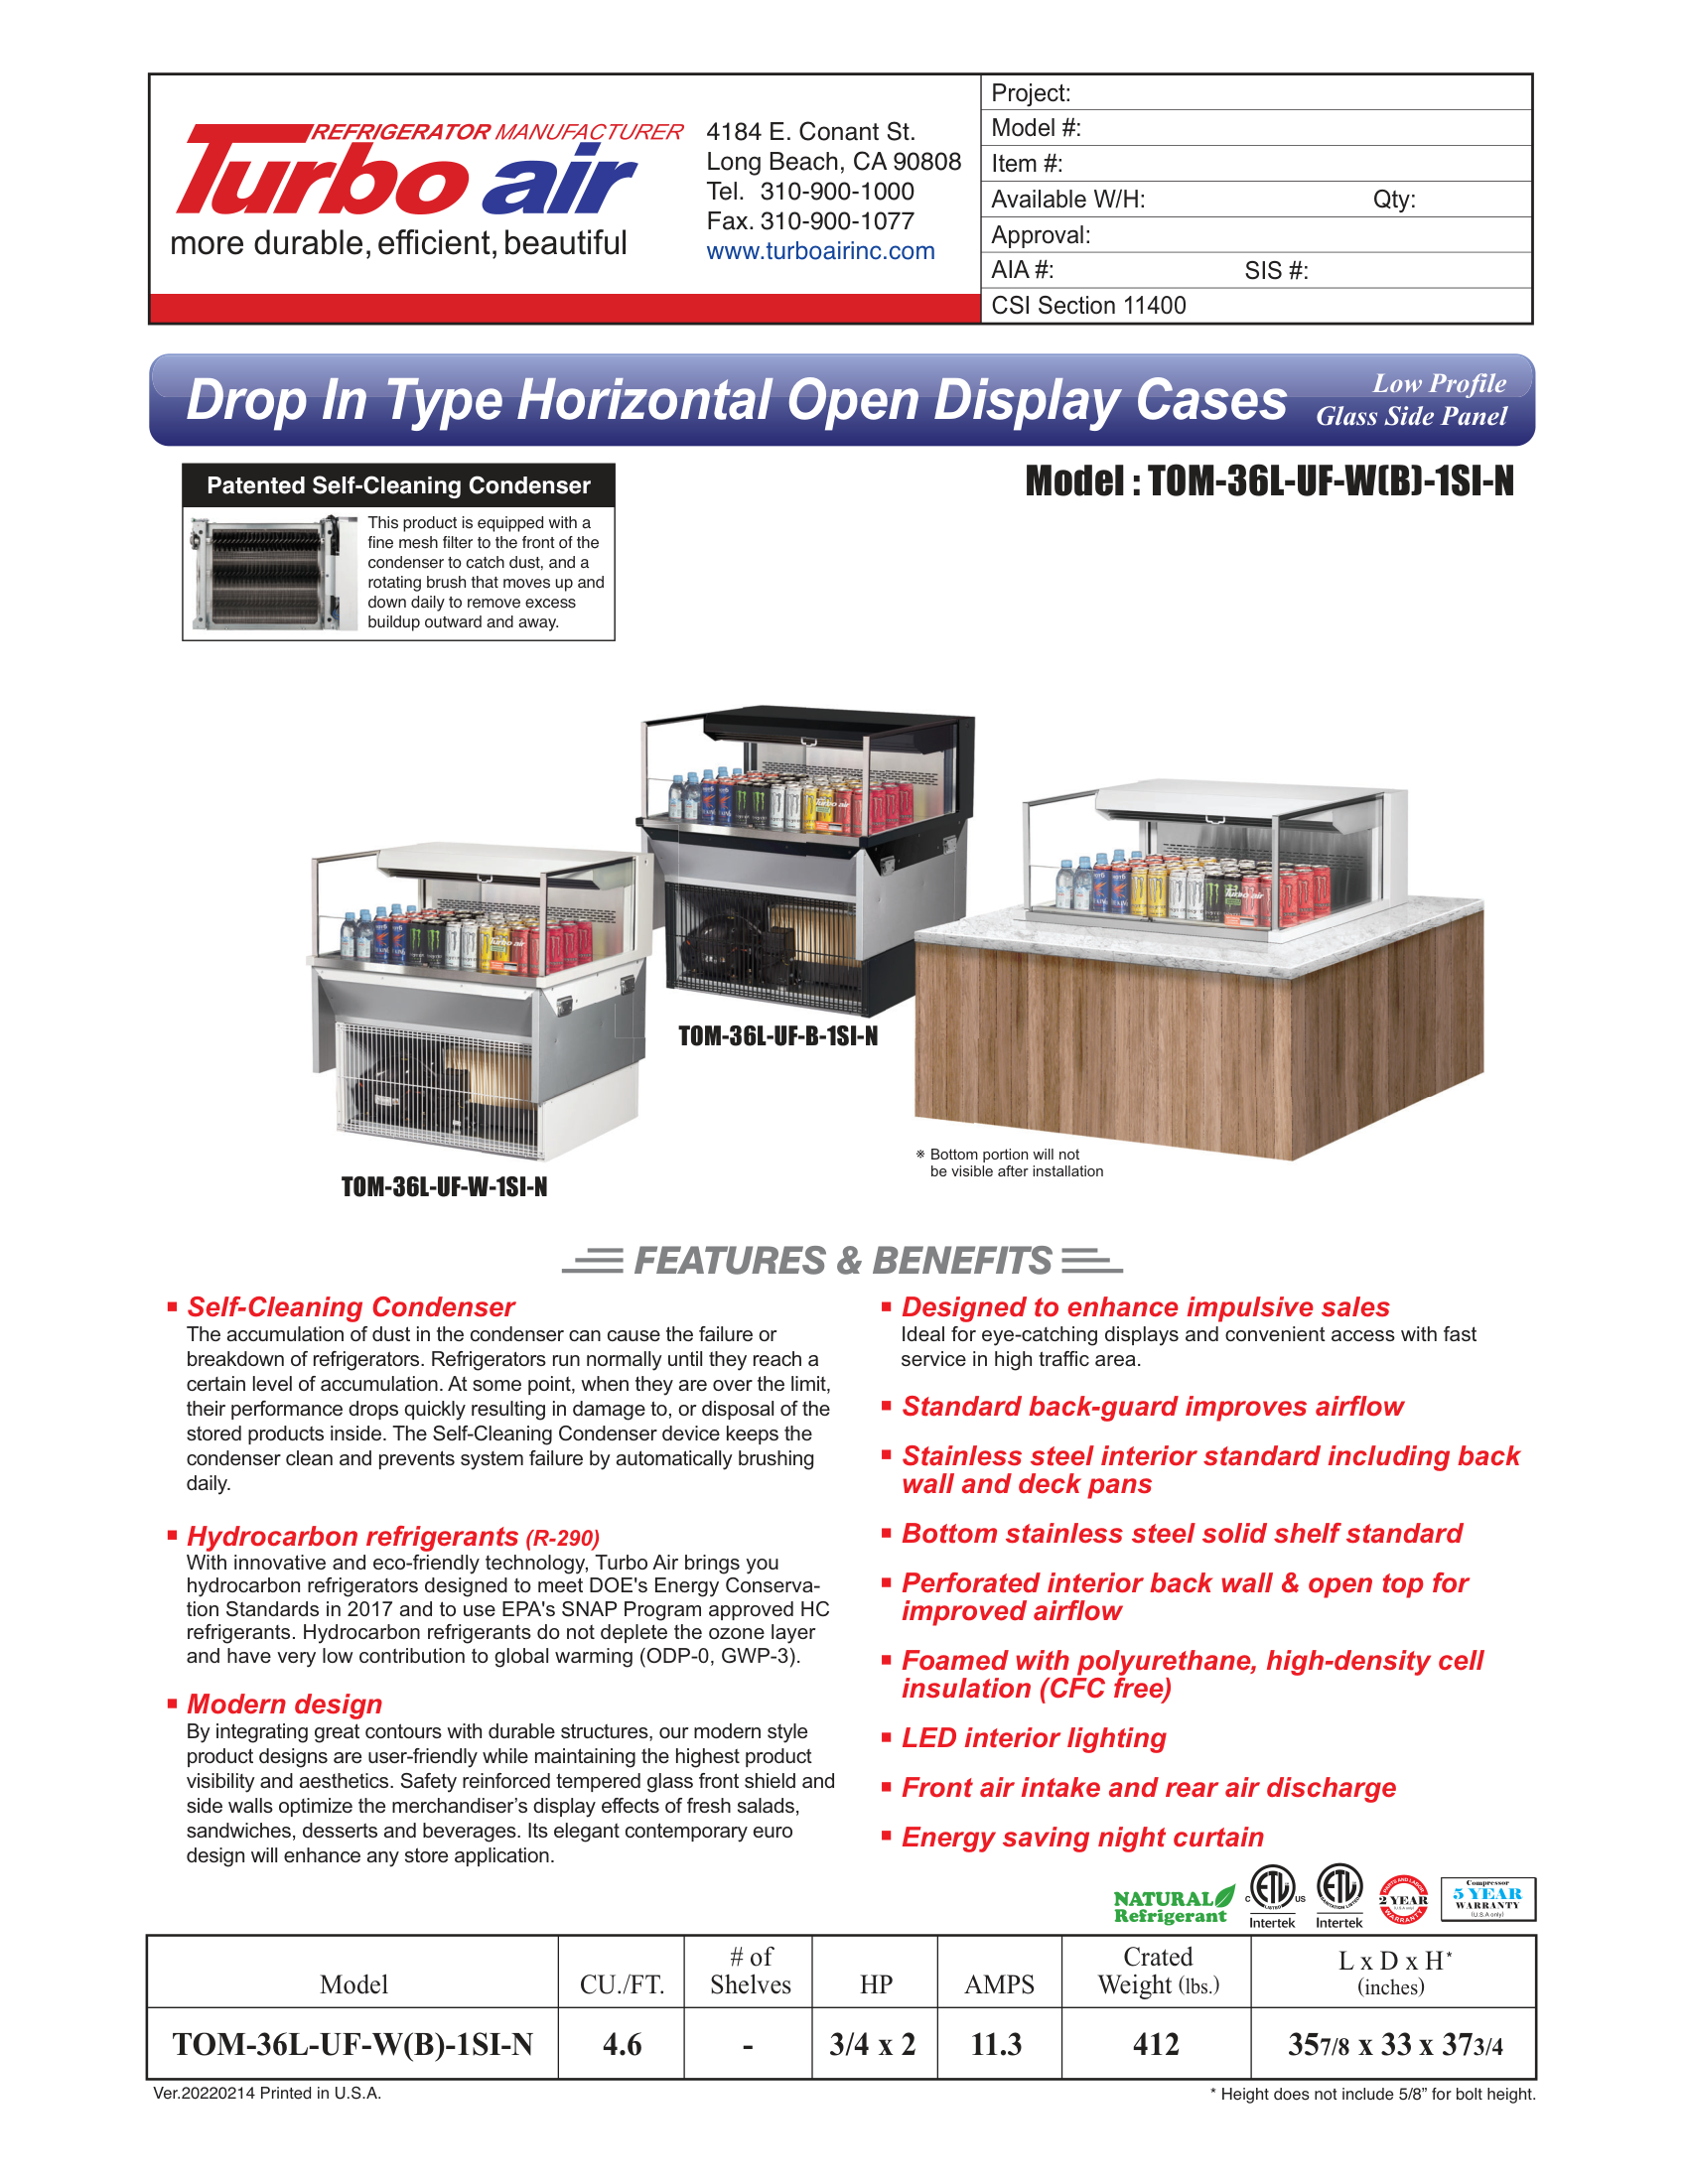 REFRIGERATOR MANUFACTURER
Turbo air
more durable, efficient, beautiful
4184 E. Conant St.
Long Beach, CA 90808
Tel. 310-900-1000
Fax. 310-900-1077
www.turboairinc.com
Project:
Model #:
Item #:
Available W/H: Qty:
Approval:
AIA #: SIS #:
CSI Section 11400
Drop In Type Horizontal Open Display Cases
Low Profile
Glass Side Panel
Patented Self-Cleaning Condenser
This product is equipped with a
fine mesh filter to the front of the
condenser to catch dust, and a
rotating brush that moves up and
down daily to remove excess
buildup outward and away.
Model : TOM-36L-UF-W(B)-1SI-N
TOM-36L-UF-B-1SI-N
※ Bottom portion will not
be visible after installation
TOM-36L-UF-W-1SI-N
FEATURES & BENEFITS
▪ Self-Cleaning Condenser
The accumulation of dust in the condenser can cause the failure or
breakdown of refrigerators. Refrigerators run normally until they reach a
certain level of accumulation. At some point, when they are over the limit,
their performance drops quickly resulting in damage to, or disposal of the
stored products inside. The Self-Cleaning Condenser device keeps the
condenser clean and prevents system failure by automatically brushing
daily.
▪ Hydrocarbon refrigerants (R-290)
With innovative and eco-friendly technology, Turbo Air brings you
hydrocarbon refrigerators designed to meet DOE's Energy Conserva-
tion Standards in 2017 and to use EPA's SNAP Program approved HC
refrigerants. Hydrocarbon refrigerants do not deplete the ozone layer
and have very low contribution to global warming (ODP-0, GWP-3).
▪ Modern design
By integrating great contours with durable structures, our modern style
product designs are user-friendly while maintaining the highest product
visibility and aesthetics. Safety reinforced tempered glass front shield and
side walls optimize the merchandiser's display effects of fresh salads,
sandwiches, desserts and beverages. Its elegant contemporary euro
design will enhance any store application.
▪ Designed to enhance impulsive sales
Ideal for eye-catching displays and convenient access with fast
service in high traffic area.
▪ Standard back-guard improves airflow
▪ Stainless steel interior standard including back
wall and deck pans
▪ Bottom stainless steel solid shelf standard
▪ Perforated interior back wall & open top for
improved airflow
▪ Foamed with polyurethane, high-density cell
insulation (CFC free)
▪ LED interior lighting
▪ Front air intake and rear air discharge
▪ Energy saving night curtain
NATURAL
Refrigerant
C ETL US
LISTED
Intertek
ETL
SANITATION LISTED
Intertek
PARTS AND LABOR
2 YEAR
(U.S.A only)
WARRANTY
Compressor
5 YEAR
WARRANTY
(U.S.A only)
Model CU./FT. # of Shelves HP AMPS Crated Weight (lbs.) L x D x H* (inches)
TOM-36L-UF-W(B)-1SI-N 4.6 - 3/4 x 2 11.3 412 35 7/8 x 33 x 37 3/4
Ver.20220214 Printed in U.S.A.
* Height does not include 5/8" for bolt height.